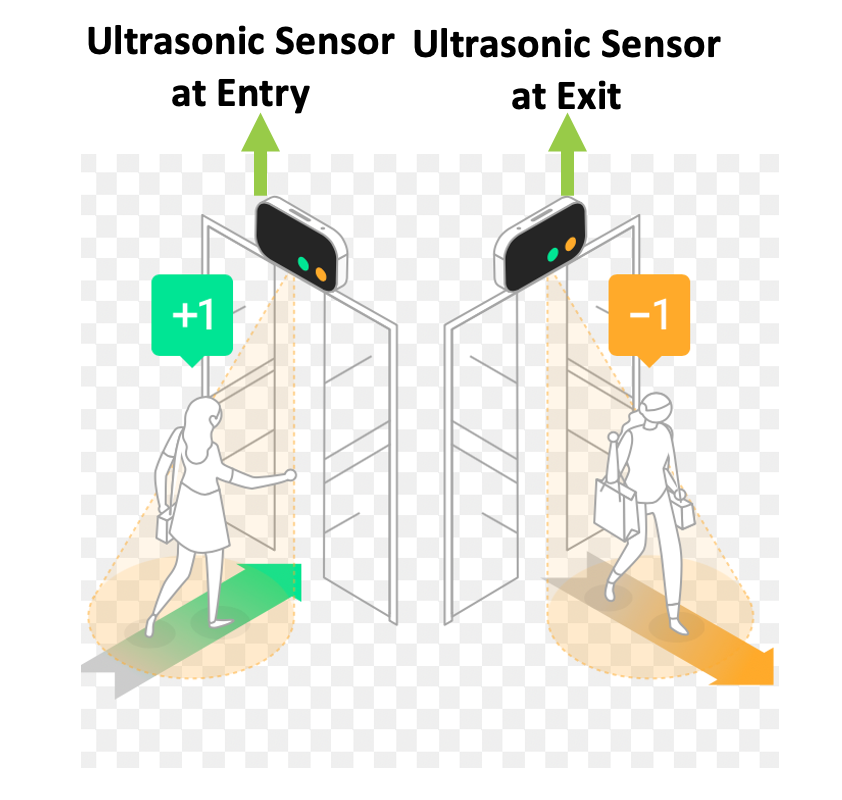 Ultrasonic Sensor
at Entry
Ultrasonic Sensor
at Exit
+1
−1